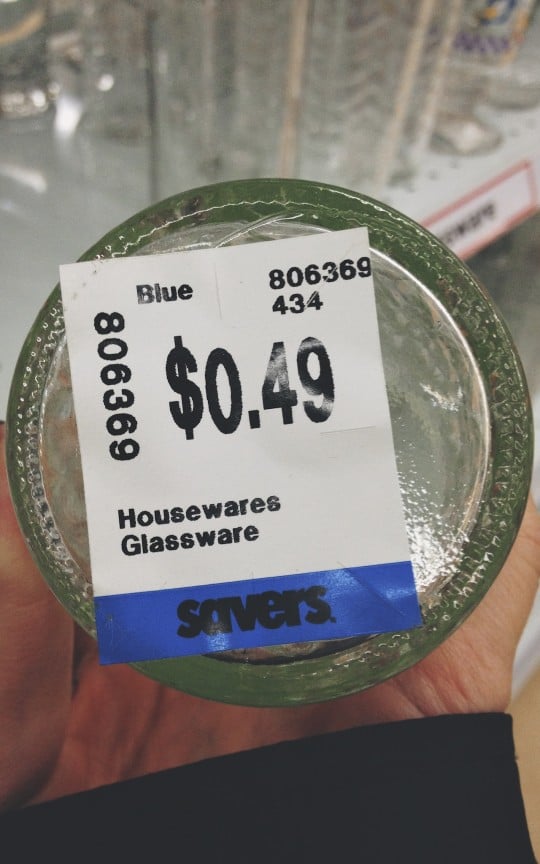 Blue
806369
434
806369
$0.49
Housewares
Glassware
savers.